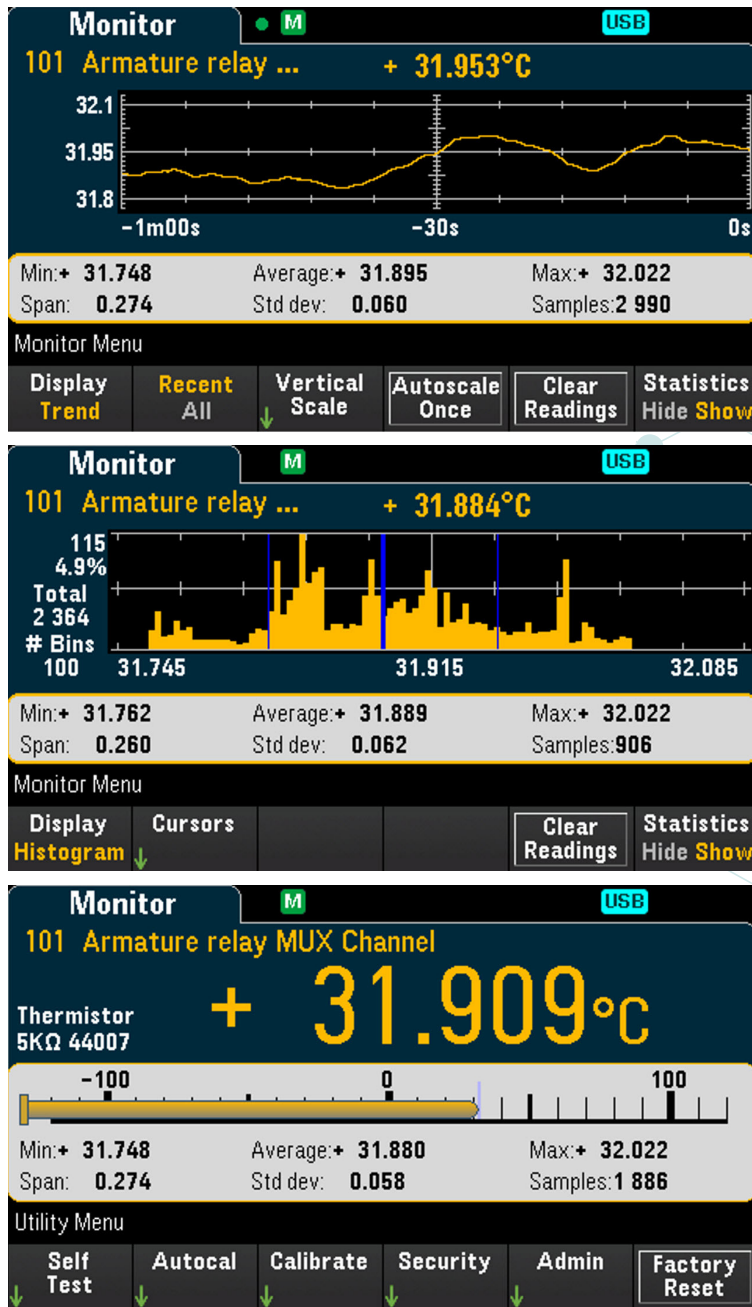 Monitor M USB
101 Armature relay ... + 31.953°C
32.1
31.95
31.8
-1m00s -30s 0s
Min:+ 31.748 Average:+ 31.895 Max:+ 32.022
Span: 0.274 Std dev: 0.060 Samples:2 990
Monitor Menu
Display Recent Vertical Autoscale Clear Statistics
Trend All Scale Once Readings Hide Show
Monitor M USB
101 Armature relay ... + 31.884°C
115
4.9%
Total
2 364
# Bins
100 31.745 31.915 32.085
Min:+ 31.762 Average:+ 31.889 Max:+ 32.022
Span: 0.260 Std dev: 0.062 Samples:906
Monitor Menu
Display Cursors Clear Statistics
Histogram Readings Hide Show
Monitor M USB
101 Armature relay MUX Channel
+ 31.909°C
Thermistor
5KΩ 44007
-100 0 100
Min:+ 31.748 Average:+ 31.880 Max:+ 32.022
Span: 0.274 Std dev: 0.058 Samples:1 886
Utility Menu
Self Autocal Calibrate Security Admin Factory
Test Reset